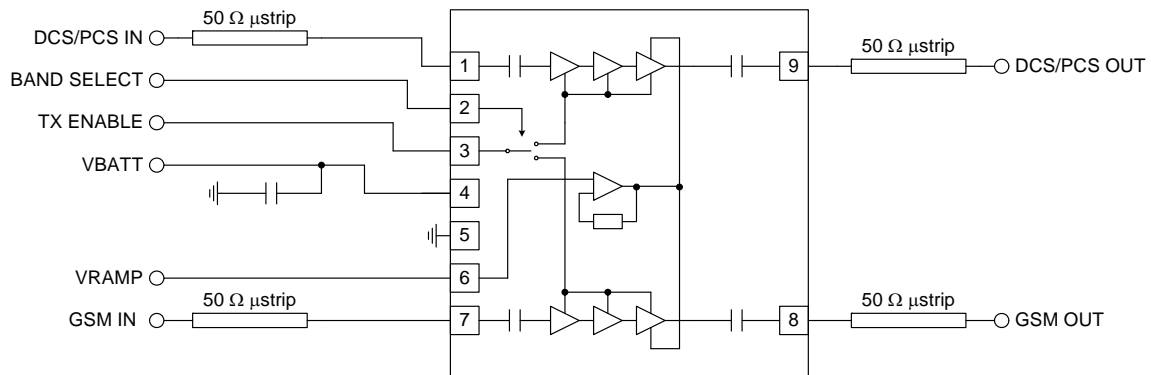 50 Ω μstrip
DCS/PCS IN
1
9
50 Ω μstrip
DCS/PCS OUT
BAND SELECT
2
TX ENABLE
3
VBATT
4
5
VRAMP
6
50 Ω μstrip
GSM IN
7
8
50 Ω μstrip
GSM OUT